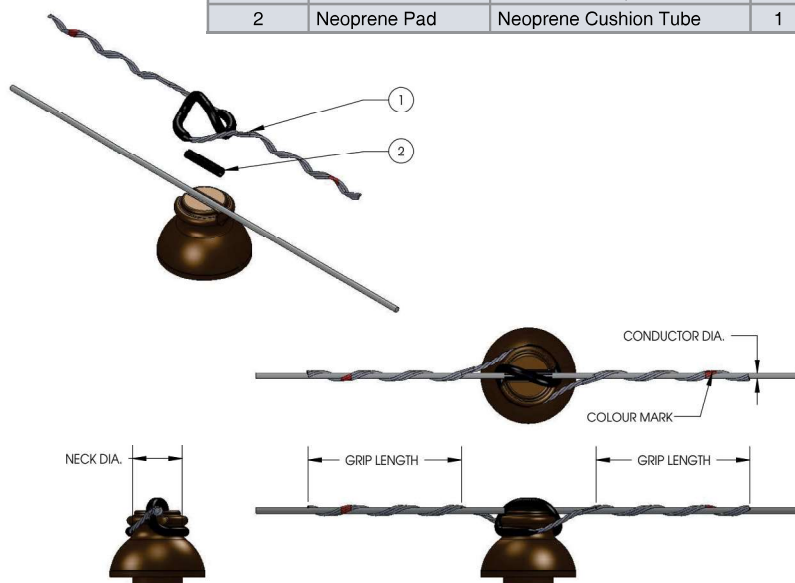 2 Neoprene Pad Neoprene Cushion Tube 1
1
2
CONDUCTOR DIA.
COLOUR MARK
NECK DIA.
GRIP LENGTH
GRIP LENGTH